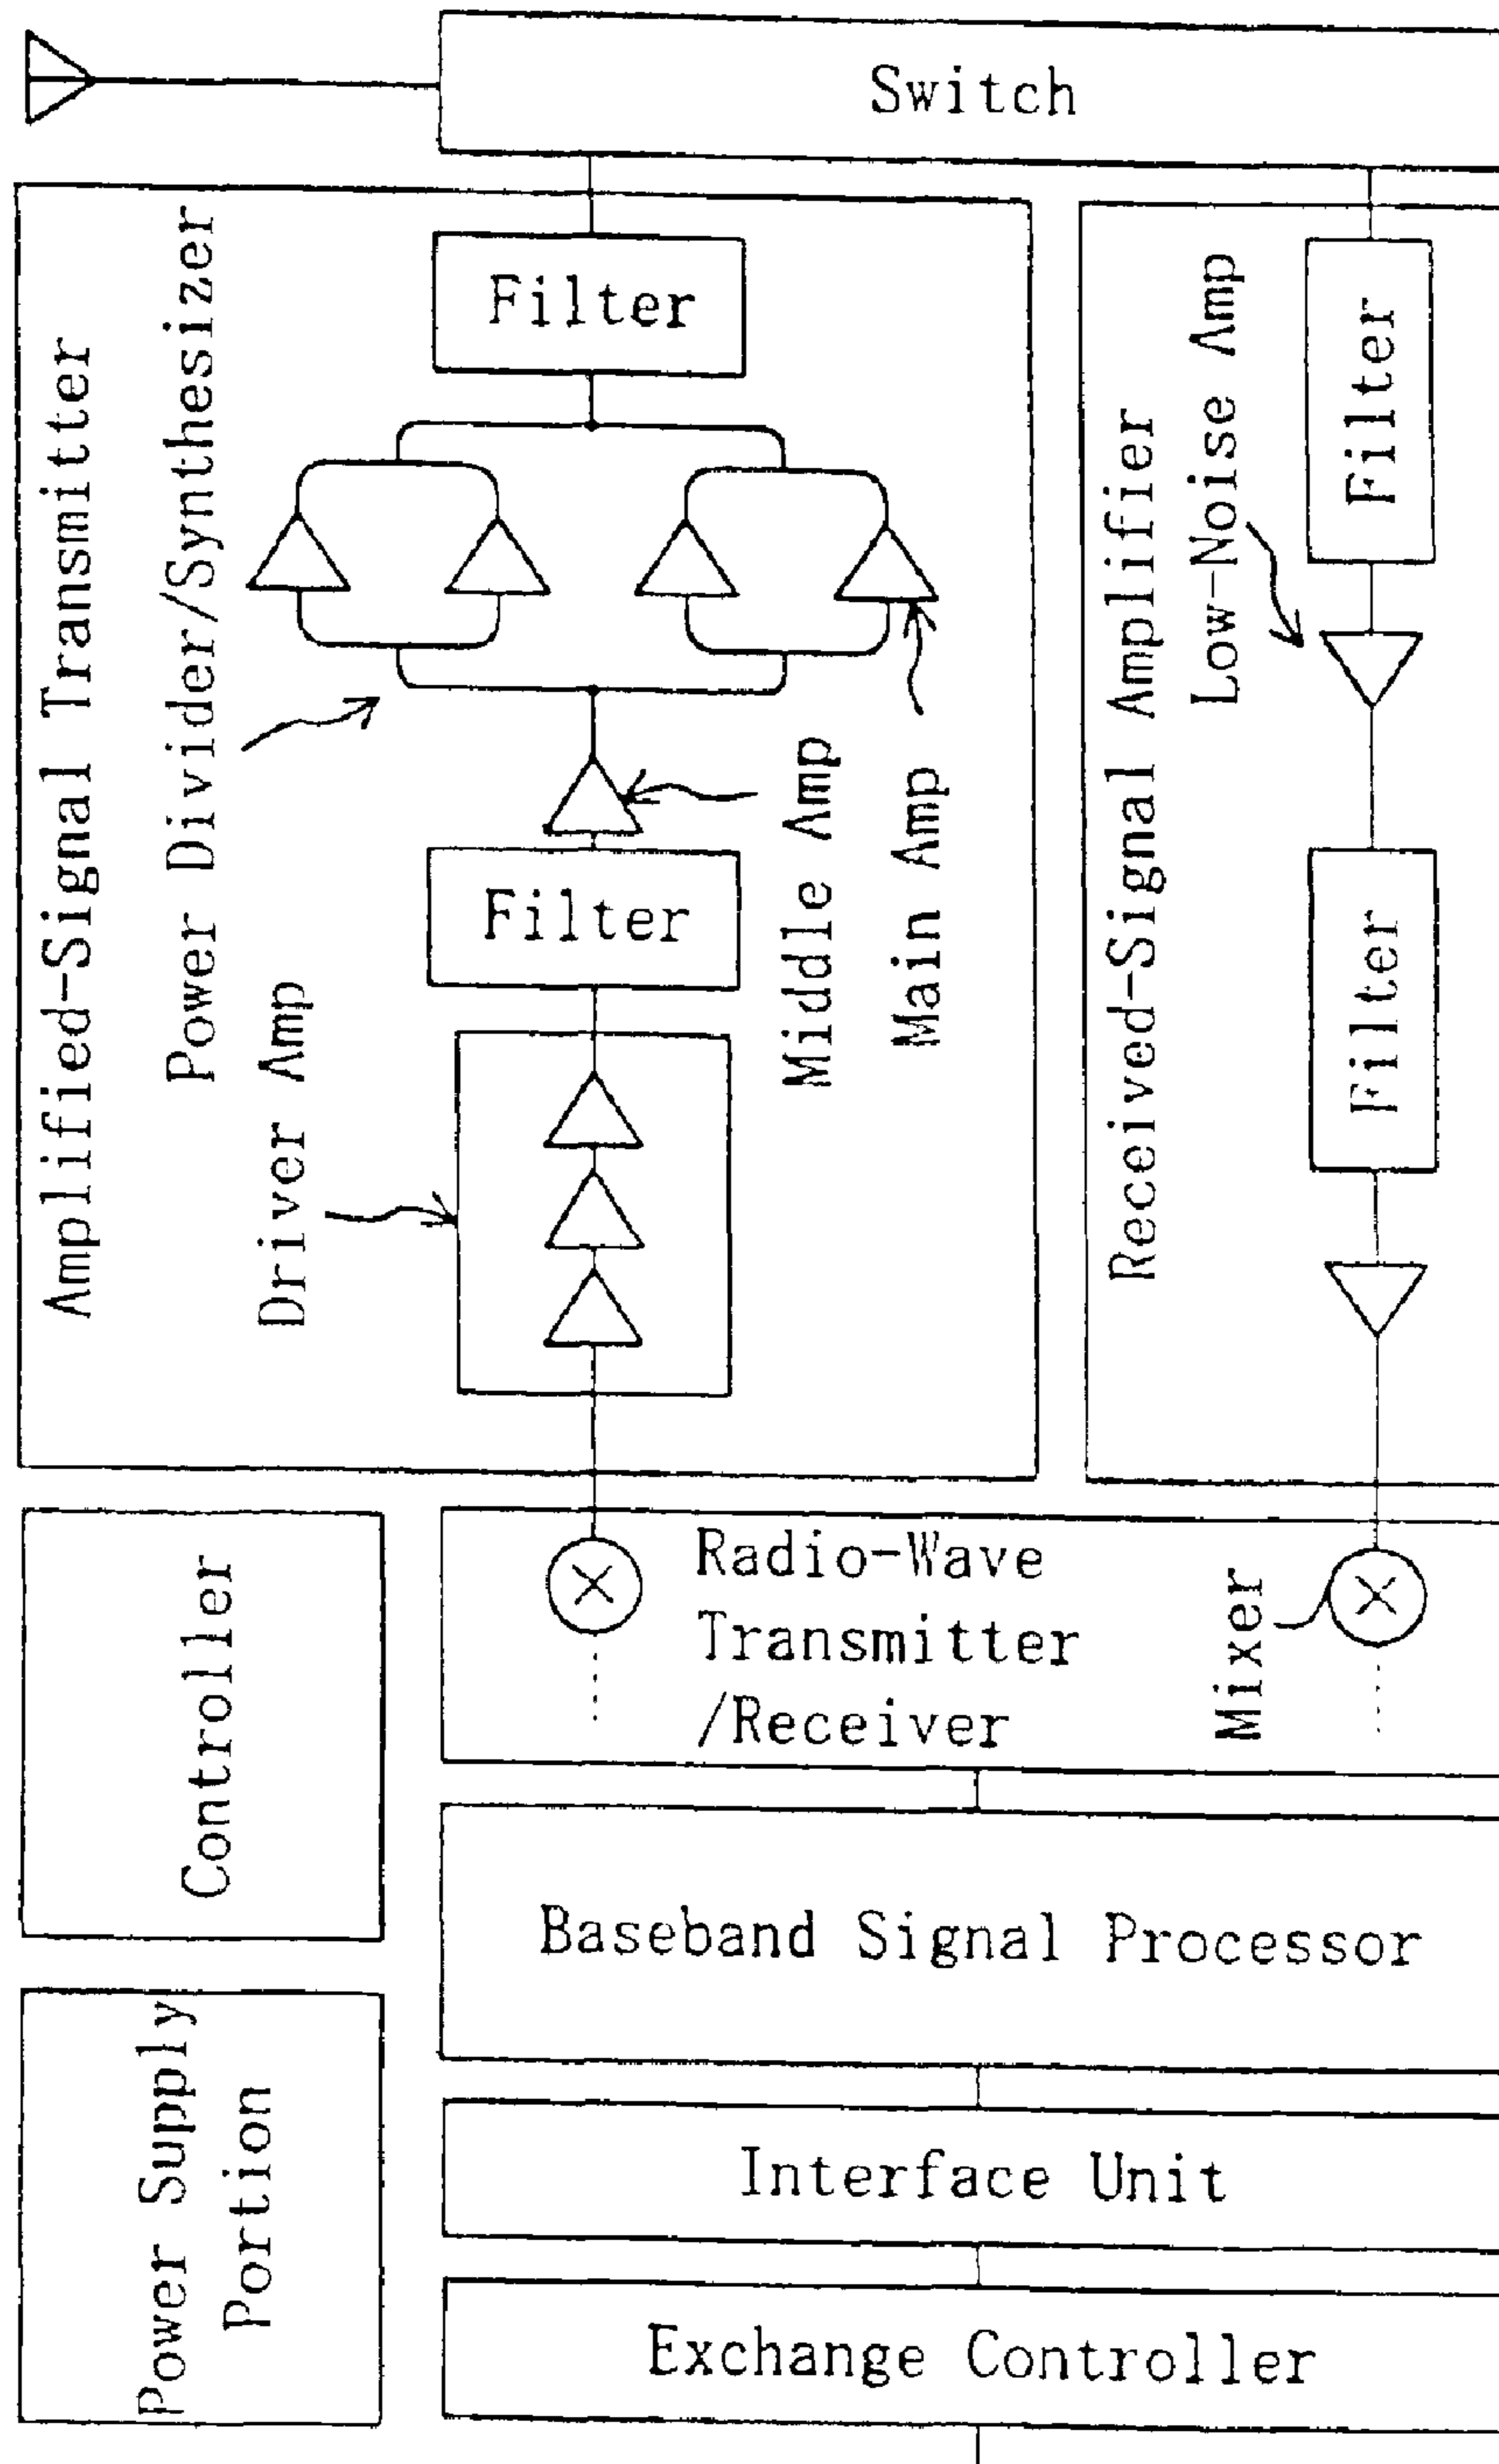 Switch
Amplified-Signal Transmitter
Power Divider/Synthesizer
Filter
Filter
Driver Amp
Middle Amp
Main Amp
Received-Signal Amplifier
Low-Noise Amp
Filter
Filter
Controller
Radio-Wave
Transmitter
/Receiver
Mixer
Baseband Signal Processor
Power Supply
Portion
Interface Unit
Exchange Controller